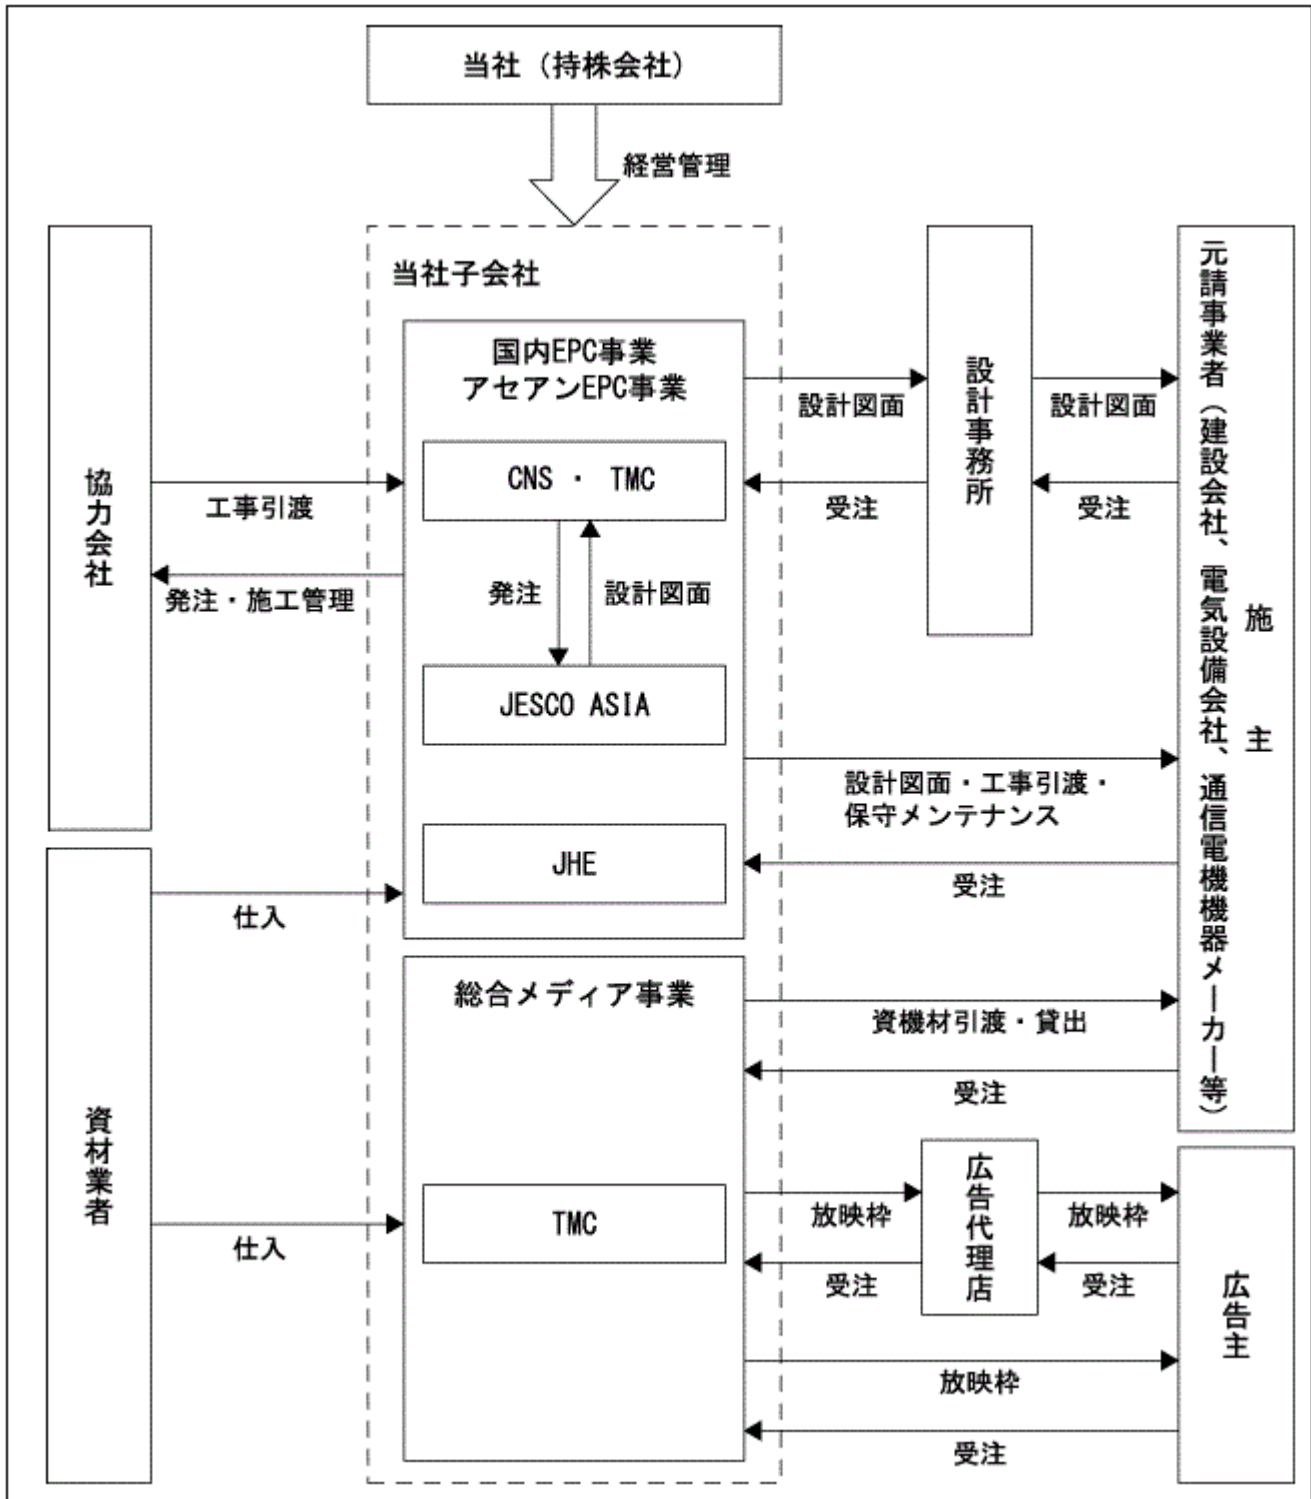 当社（持株会社）
経営管理
当社子会社
国内EPC事業
アセアンEPC事業
CNS ・ TMC
発注
設計図面
JESCO ASIA
JHE
総合メディア事業
TMC
協力会社
工事引渡
発注・施工管理
資材業者
仕入
仕入
設計図面
受注
設計事務所
設計図面
受注
設計図面・工事引渡・
保守メンテナンス
受注
資機材引渡・貸出
受注
施主
元請事業者（建設会社、電気設備会社、通信電機機器メーカー等）
放映枠
受注
広告代理店
放映枠
受注
放映枠
受注
広告主